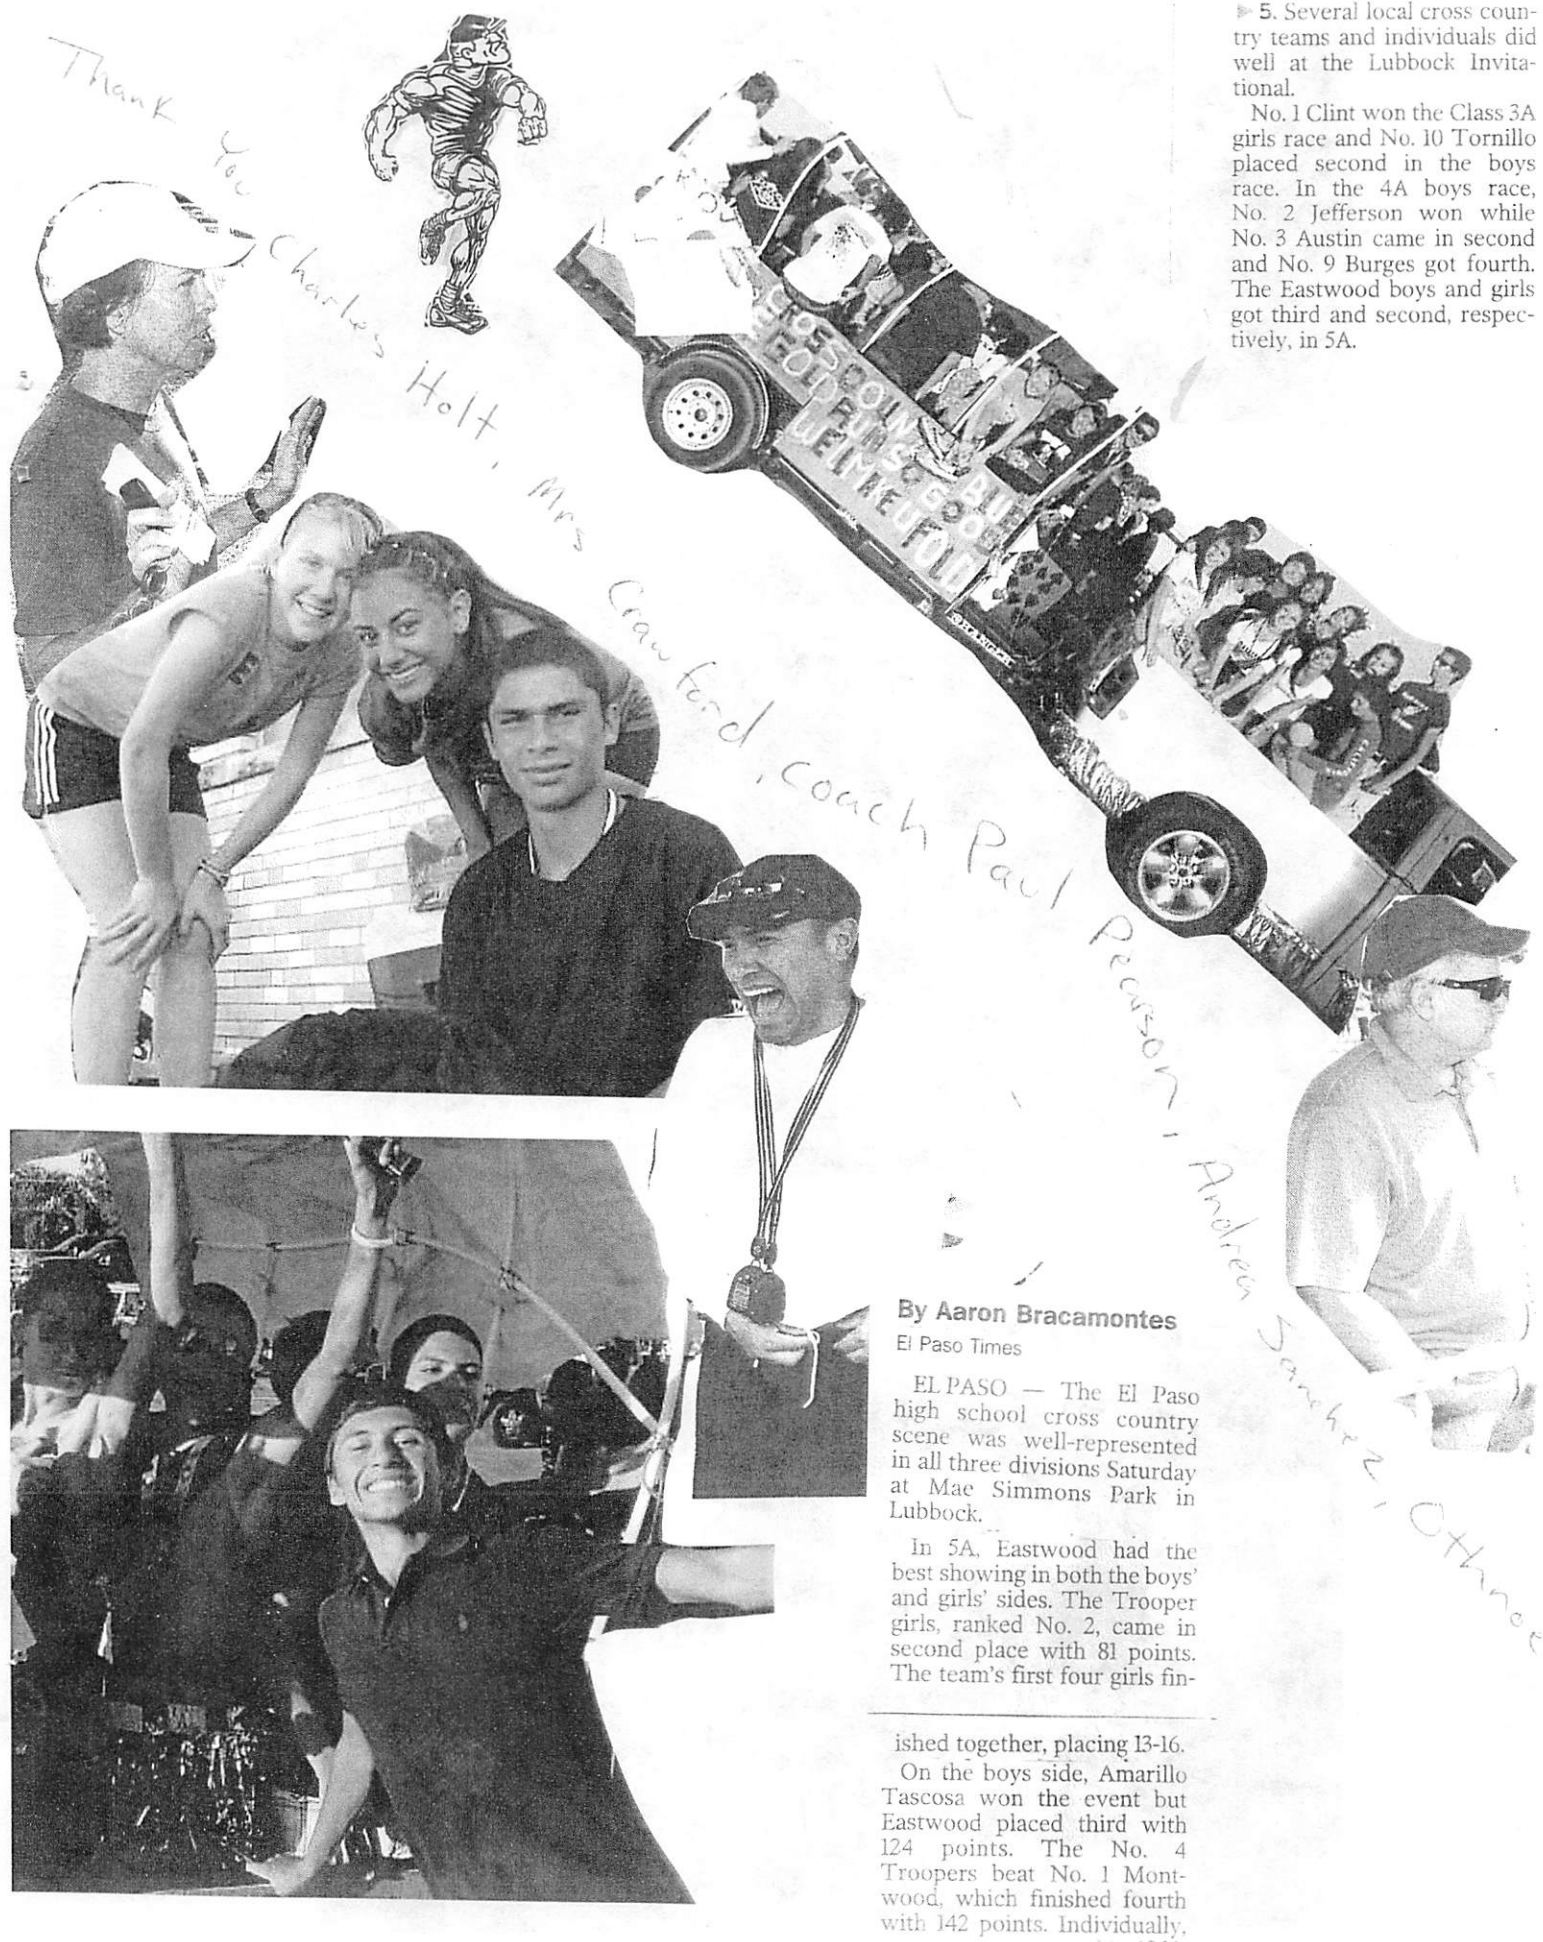 5. Several local cross coun-
try teams and individuals did
well at the Lubbock Invita-
tional.
No. 1 Clint won the Class 3A
girls race and No. 10 Tornillo
placed second in the boys
race. In the 4A boys race,
No. 2 Jefferson won while
No. 3 Austin came in second
and No. 9 Burges got fourth.
The Eastwood boys and girls
got third and second, respec-
tively, in 5A.
Thank You Charley Holt, Mrs Crawford, coach Paul Pearson, Andrea Sanchez,
By Aaron Bracamontes
El Paso Times
EL PASO — The El Paso
high school cross country
scene was well-represented
in all three divisions Saturday
at Mae Simmons Park in
Lubbock.
In 5A, Eastwood had the
best showing in both the boys'
and girls' sides. The Trooper
girls, ranked No. 2, came in
second place with 81 points.
The team's first four girls fin-
ished together, placing 13-16.
On the boys side, Amarillo
Tascosa won the event but
Eastwood placed third with
124 points. The No. 4
Troopers beat No. 1 Mont-
wood, which finished fourth
with 142 points. Individually,